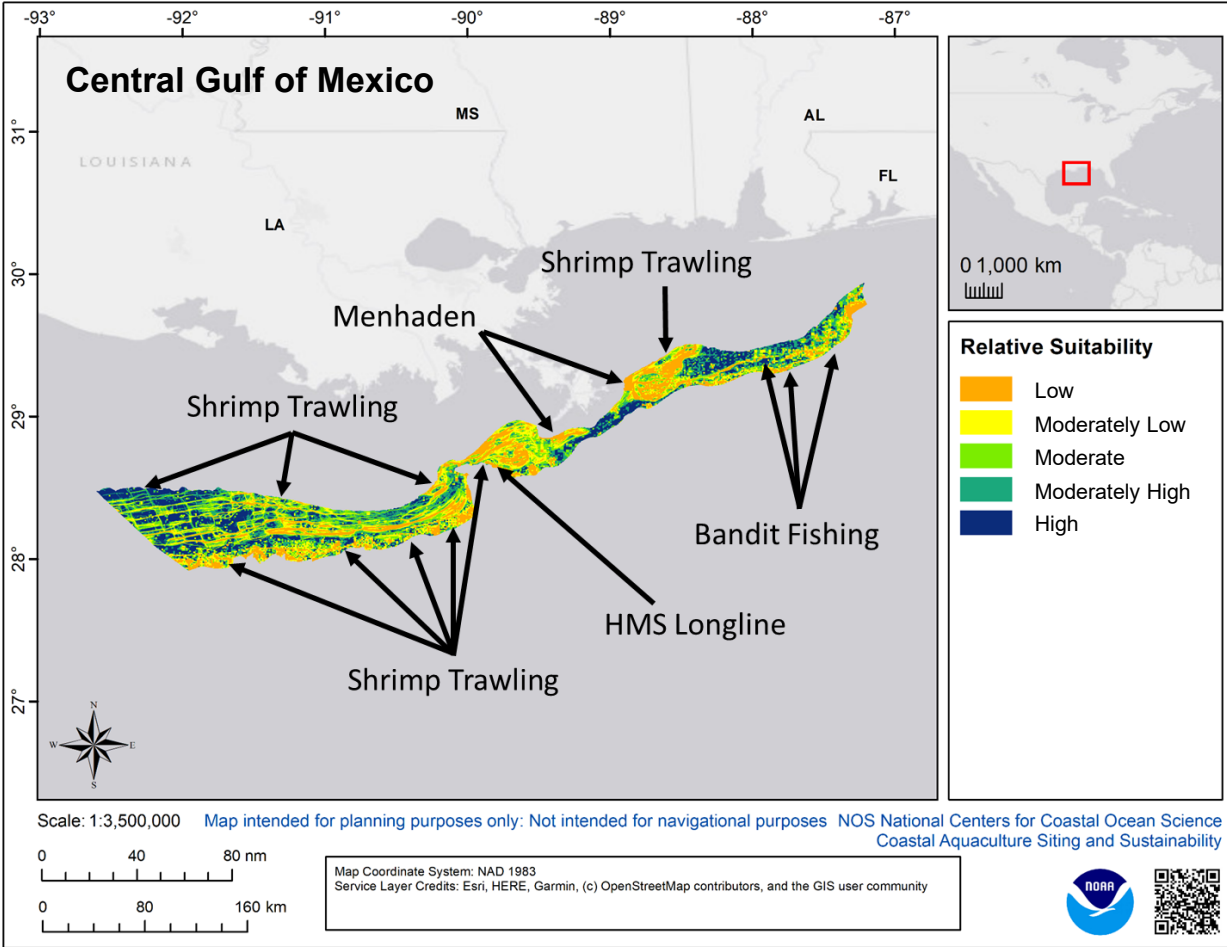 -93° -92° -91° -90° -89° -88° -87°
Central Gulf of Mexico
MS
AL
31°
LOUISIANA
FL
LA
30°
Shrimp Trawling
Menhaden
29°
Shrimp Trawling
28°
Bandit Fishing
HMS Longline
Shrimp Trawling
27°
N
W E
S
0 1,000 km
Relative Suitability
Low
Moderately Low
Moderate
Moderately High
High
Scale: 1:3,500,000 Map intended for planning purposes only: Not intended for navigational purposes NOS National Centers for Coastal Ocean Science
Coastal Aquaculture Siting and Sustainability
0 40 80 nm
0 80 160 km
Map Coordinate System: NAD 1983
Service Layer Credits: Esri, HERE, Garmin, (c) OpenStreetMap contributors, and the GIS user community
NOAA